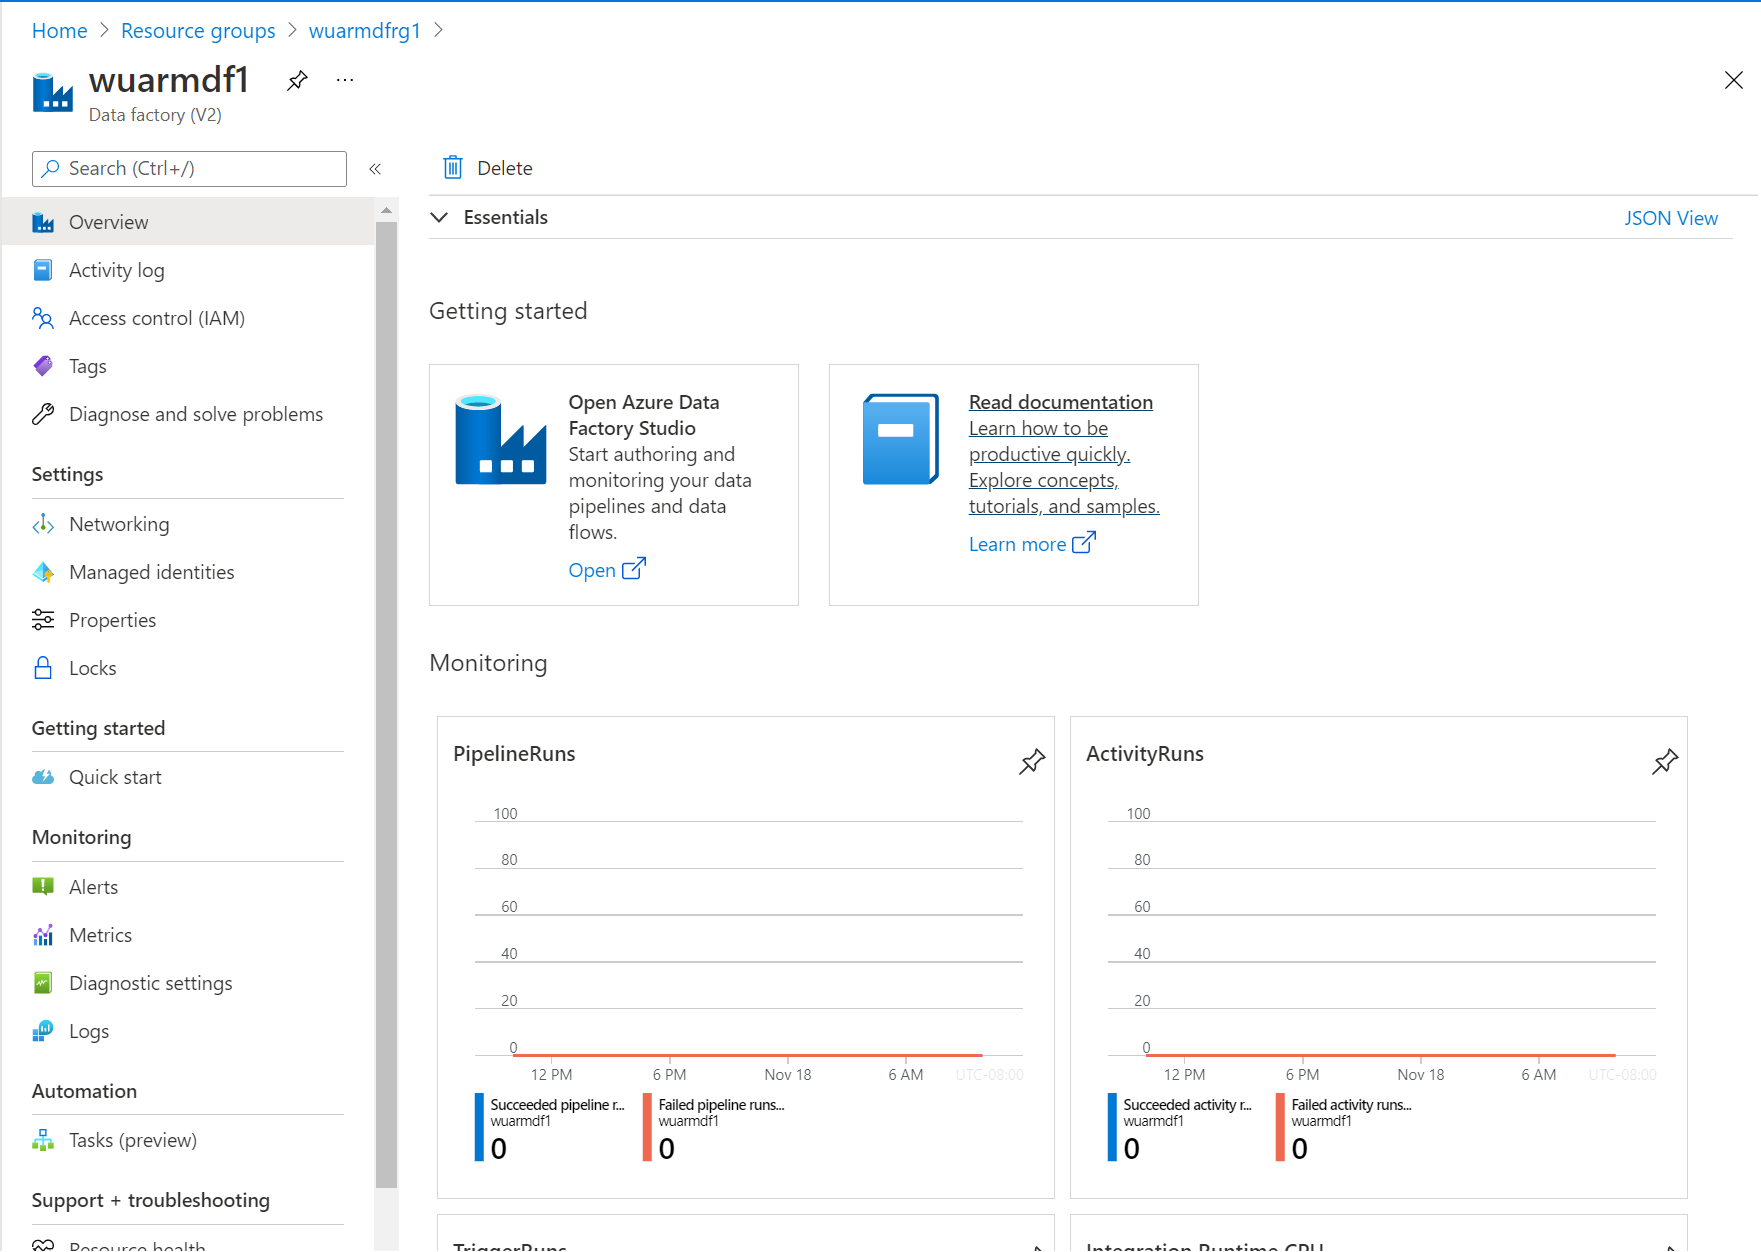 Home > Resource groups > wuarmdfrg1 >
wuarmdf1
Data factory (V2)
Search (Ctrl+/)
Overview
Activity log
Access control (IAM)
Tags
Diagnose and solve problems
Settings
Networking
Managed identities
Properties
Locks
Getting started
Quick start
Monitoring
Alerts
Metrics
Diagnostic settings
Logs
Automation
Tasks (preview)
Support + troubleshooting
Resource health
Delete
Essentials
JSON View
Getting started
Open Azure Data
Factory Studio
Start authoring and
monitoring your data
pipelines and data
flows.
Open
Read documentation
Learn how to be
productive quickly.
Explore concepts,
tutorials, and samples.
Learn more
Monitoring
PipelineRuns
100
80
60
40
20
0
12 PM 6 PM Nov 18 6 AM UTC-08:00
Succeeded pipeline r...
wuarmdf1
0
Failed pipeline runs...
wuarmdf1
0
ActivityRuns
100
80
60
40
20
0
12 PM 6 PM Nov 18 6 AM UTC-08:00
Succeeded activity r...
wuarmdf1
0
Failed activity runs...
wuarmdf1
0
TriggerRuns
Integration Runtime CPU